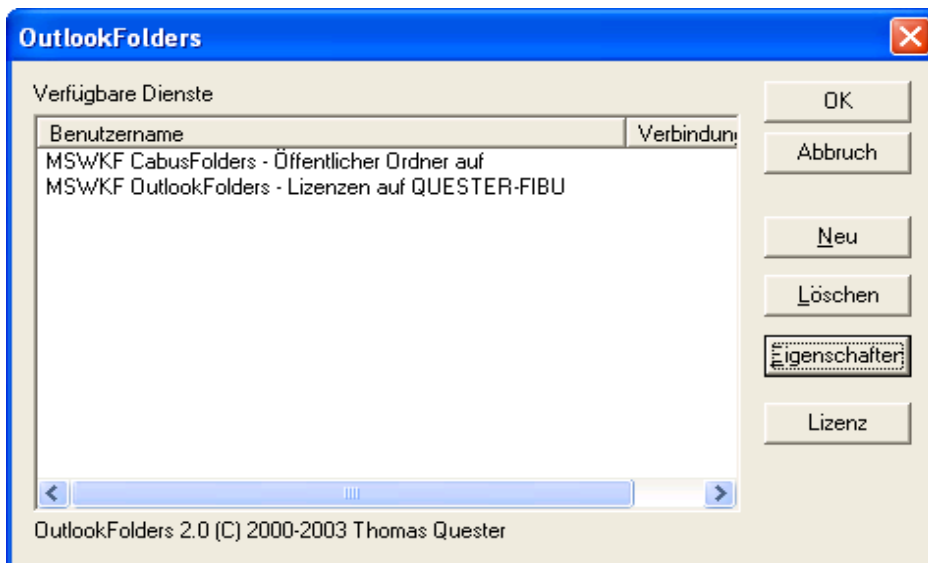 OutlookFolders
Verfügbare Dienste
Benutzername Verbindung
MSWKF CabusFolders - Öffentlicher Ordner auf
MSWKF OutlookFolders - Lizenzen auf QUESTER-FIBU
OK
Abbruch
Neu
Löschen
Eigenschaften
Lizenz
OutlookFolders 2.0 (C) 2000-2003 Thomas Quester